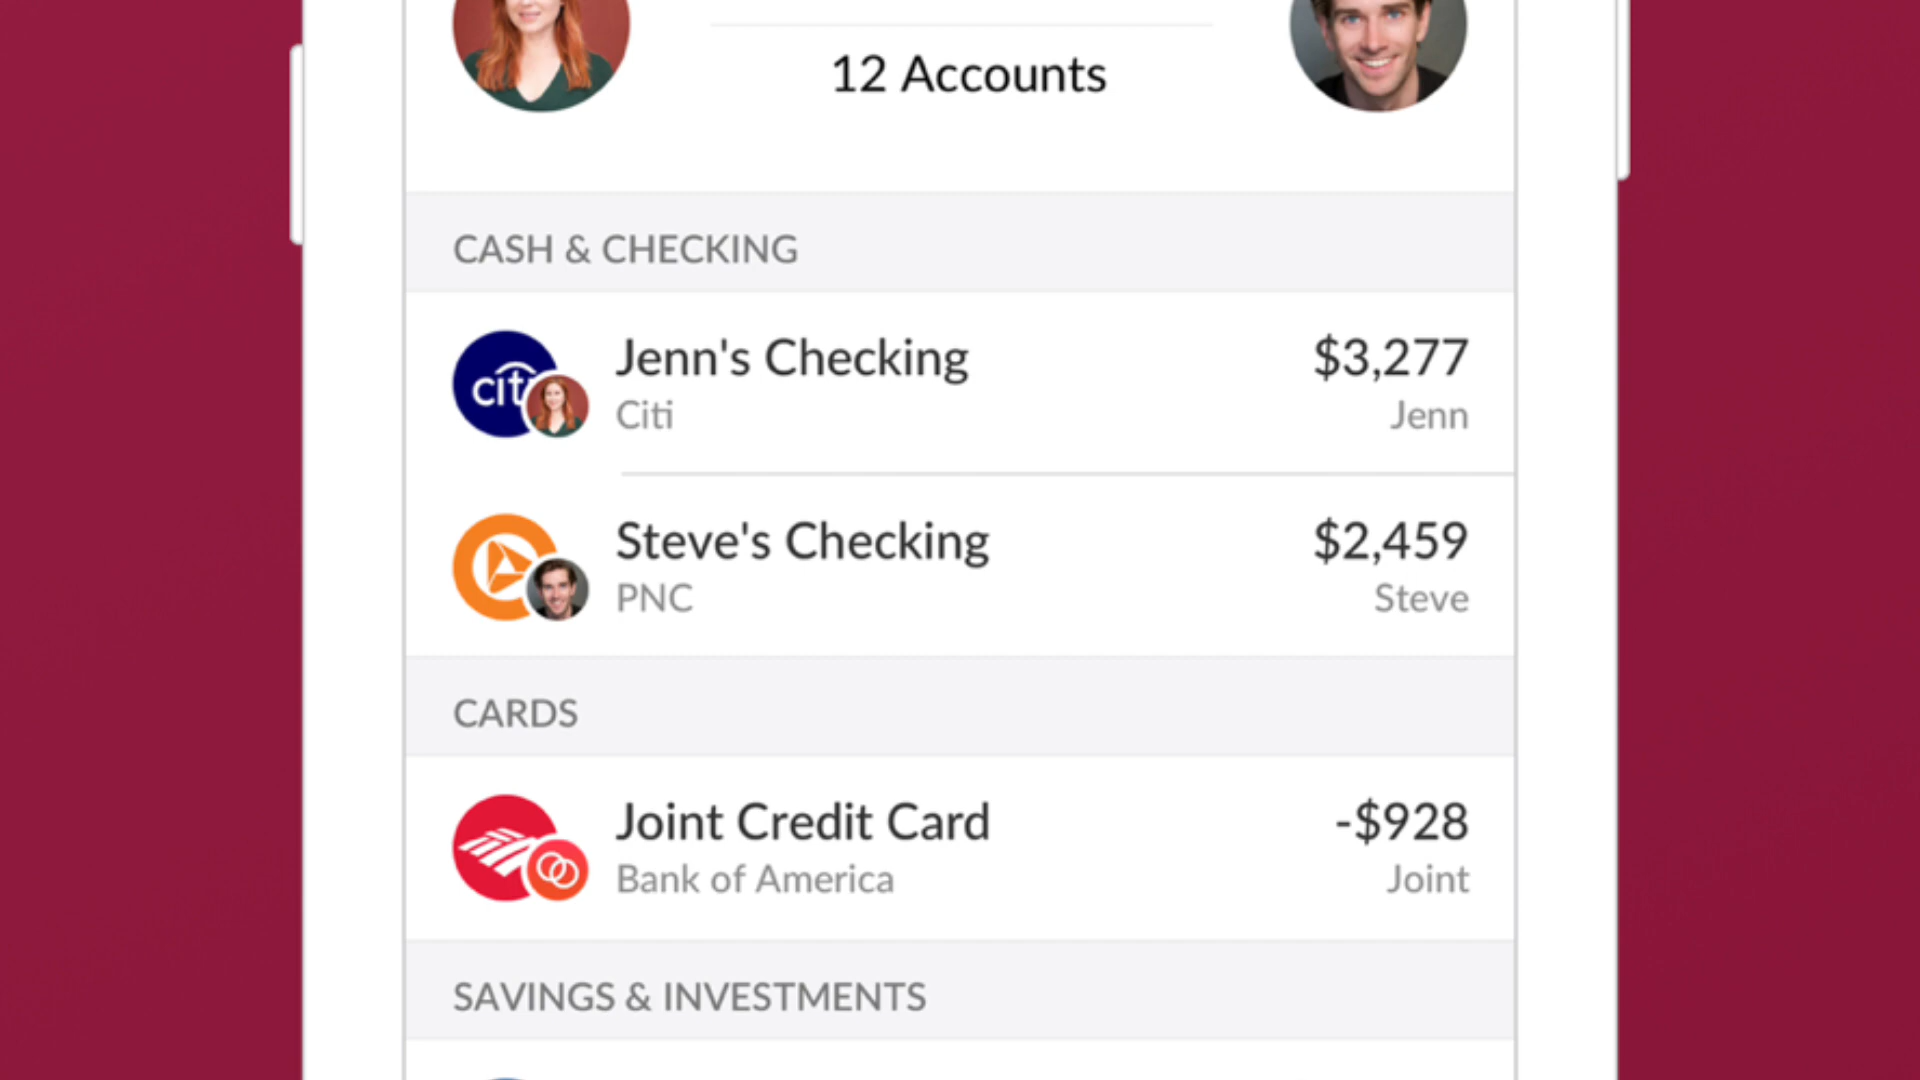 12 Accounts
CASH & CHECKING
citi
Jenn's Checking
$3,277
Citi
Jenn
Steve's Checking
$2,459
PNC
Steve
CARDS
Joint Credit Card
-$928
Bank of America
Joint
SAVINGS & INVESTMENTS